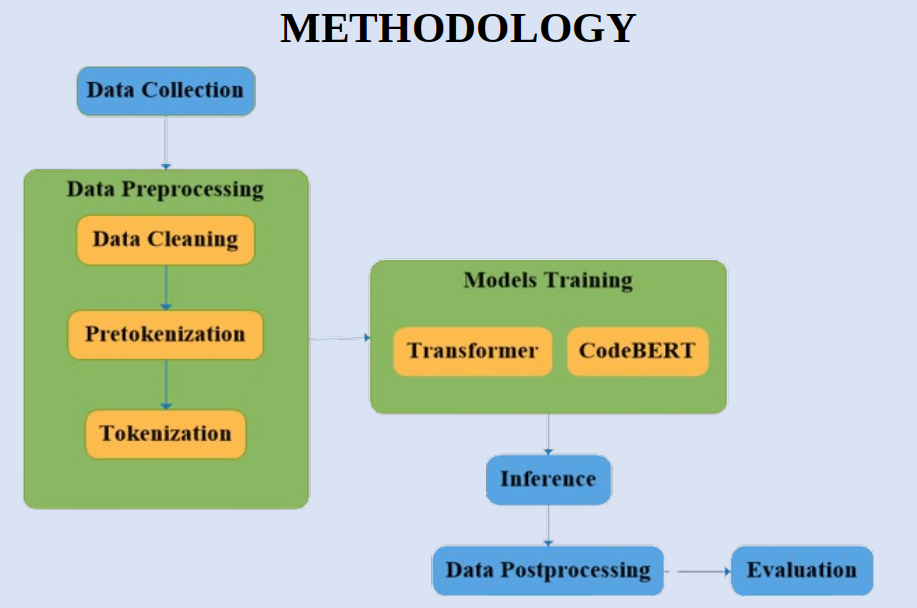 METHODOLOGY
Data Collection
Data Preprocessing
Data Cleaning
Pretokenization
Tokenization
Models Training
Transformer
CodeBERT
Inference
Data Postprocessing
Evaluation